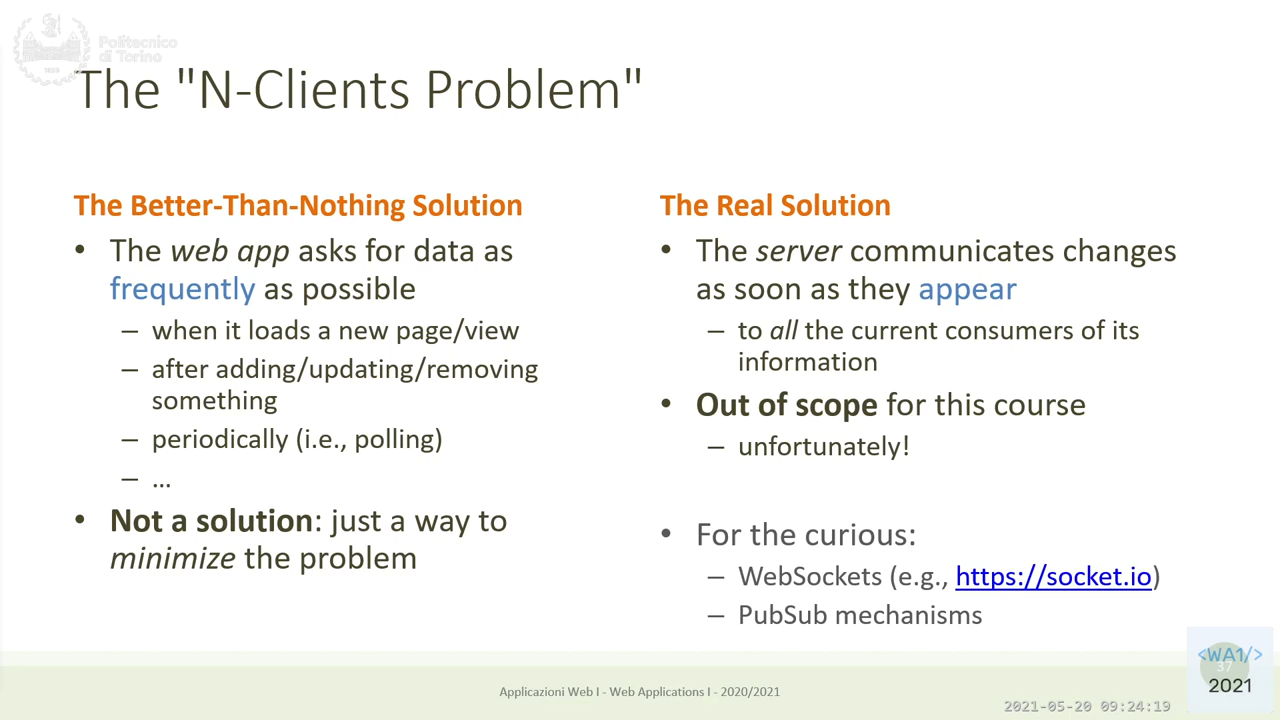 Politecnico
di Torino
The "N-Clients Problem"
The Better-Than-Nothing Solution
• The web app asks for data as
frequently as possible
– when it loads a new page/view
– after adding/updating/removing
something
– periodically (i.e., polling)
– ...
• Not a solution: just a way to
minimize the problem
The Real Solution
• The server communicates changes
as soon as they appear
– to all the current consumers of its
information
• Out of scope for this course
– unfortunately!
• For the curious:
– WebSockets (e.g., https://socket.io)
– PubSub mechanisms
Applicazioni Web I - Web Applications I - 2020/2021
<WA1/>
37
2021
2021-05-20 09:24:19